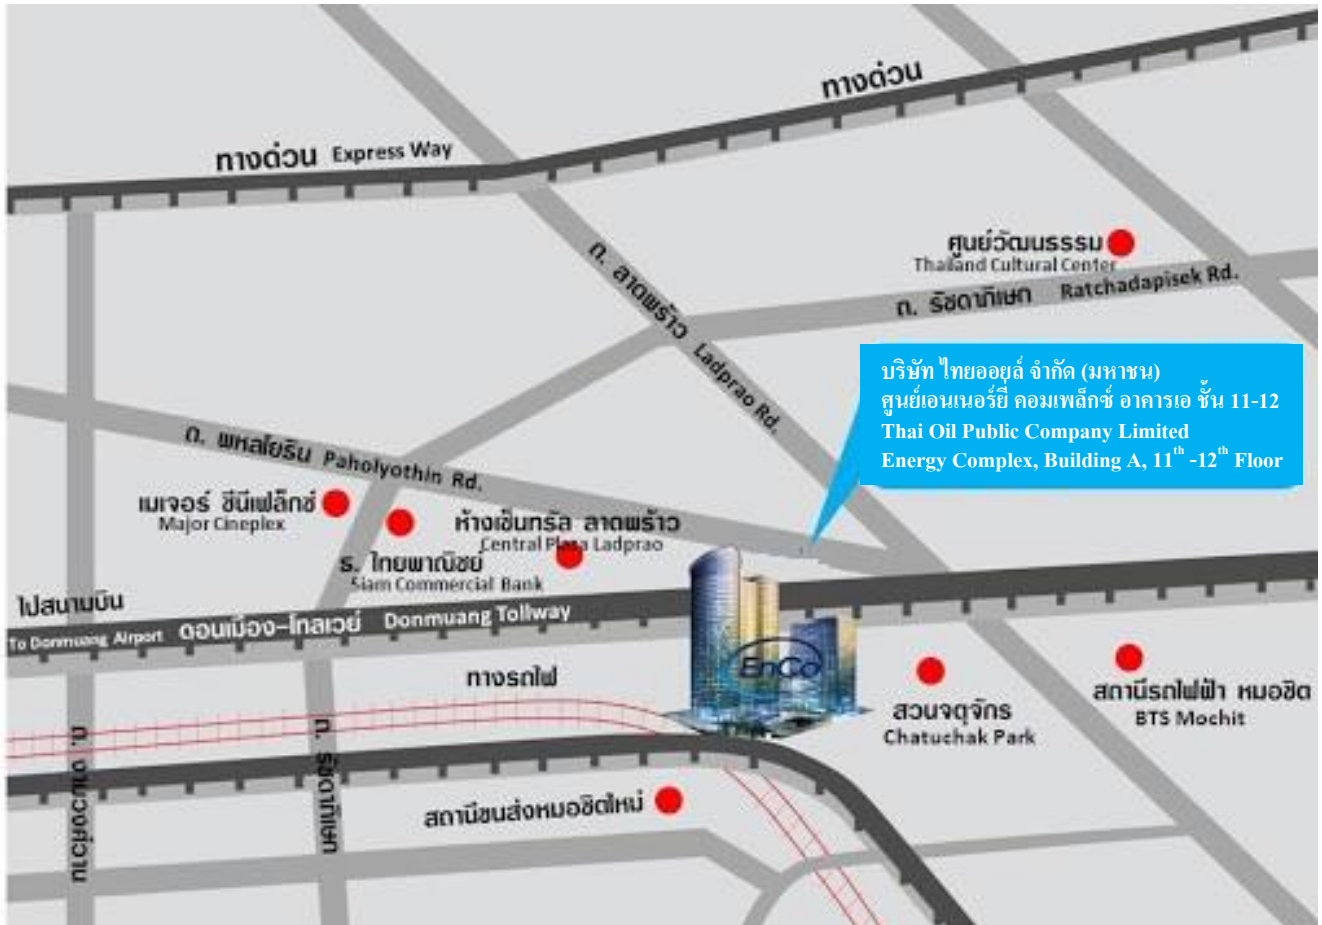 ทางด่วน
ทางด่วน Express Way
ศูนย์วัฒนธรรม
Thailand Cultural Center
ถ. รัชดาภิเษก Ratchadapisek Rd.
ถ. ลาดพร้าว Ladprao Rd.
บริษัท ไทยออยล์ จำกัด (มหาชน)
ศูนย์เอนเนอร์ยี่ คอมเพล็กซ์ อาคารเอ ชั้น 11-12
Thai Oil Public Company Limited
Energy Complex, Building A, 11th -12th Floor
ถ. พหลโยธิน Paholyothin Rd.
เมเจอร์ ซีนีเฟล็กซ์
Major Cineplex
ห้างเซ็นทรัล ลาดพร้าว
Central Plaza Ladprao
ธ. ไทยพาณิชย์
Siam Commercial Bank
ไปสนามบิน
To Donmuang Airport
ดอนเมือง-โทลเวย์ Donmuang Tollway
EnCo
ทางรถไฟ
สวนจตุจักร
Chatuchak Park
สถานีรถไฟฟ้า หมอชิต
BTS Mochit
ถ. รัชดาภิเษก
สถานีขนส่งหมอชิตใหม่